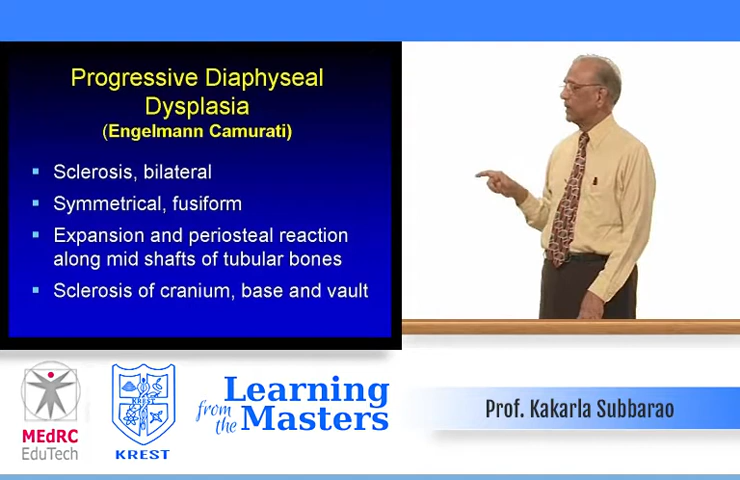 Progressive Diaphyseal
Dysplasia
(Engelmann Camurati)
▪ Sclerosis, bilateral
▪ Symmetrical, fusiform
▪ Expansion and periosteal reaction
along mid shafts of tubular bones
▪ Sclerosis of cranium, base and vault
MEdRC
EduTech
KREST
KREST
Learning
from the Masters
Prof. Kakarla Subbarao